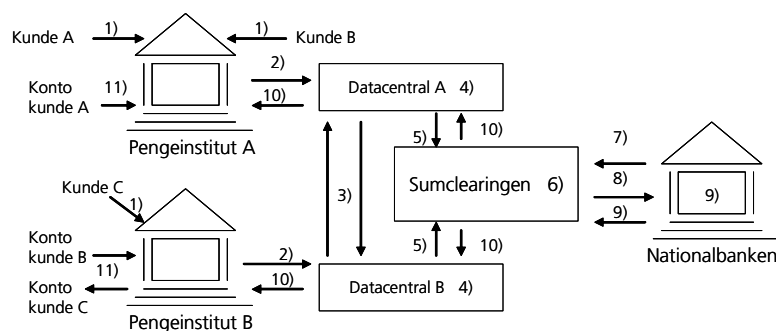 Kunde A
1)
1)
Kunde B
2)
Konto
kunde A
11)
10)
Datacentral A 4)
Pengeinstitut A
5)
10)
7)
Kunde C
1)
3)
Sumclearingen 6)
8)
9)
9)
Konto
kunde B
11)
2)
5)
10)
Nationalbanken
Konto
kunde C
10)
Datacentral B 4)
Pengeinstitut B